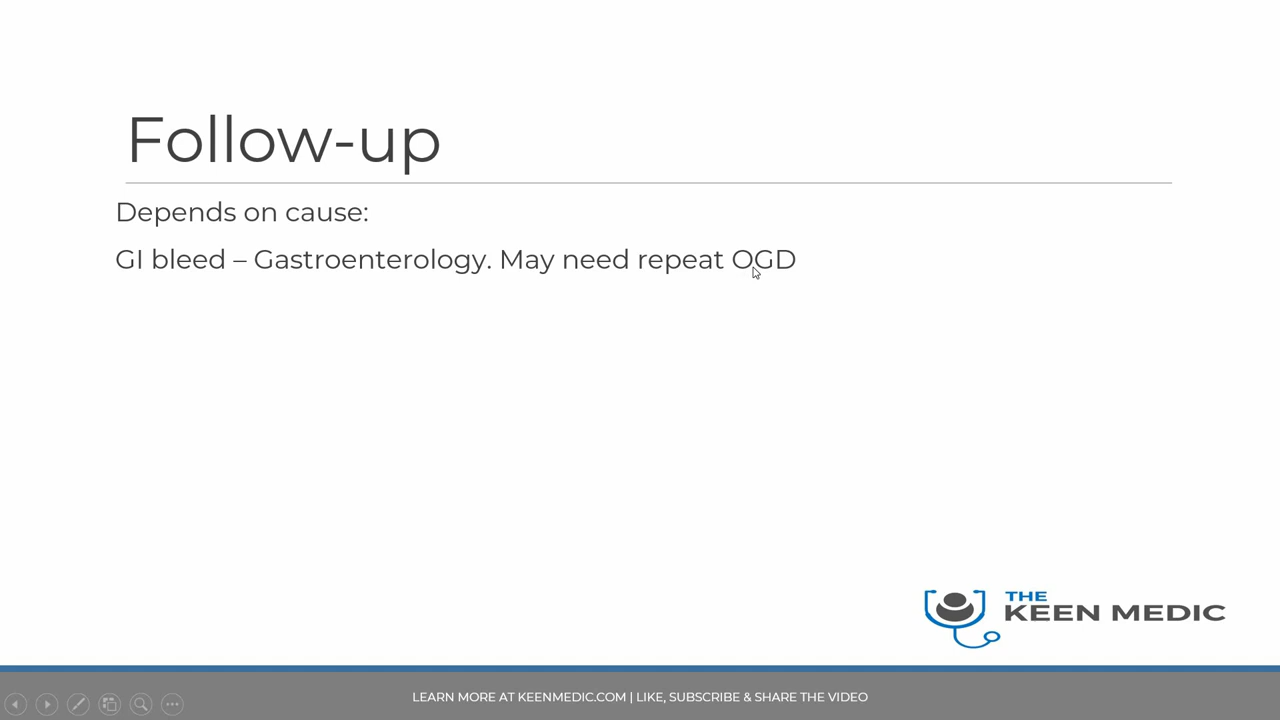 Follow-up
Depends on cause:
GI bleed – Gastroenterology. May need repeat OGD
THE
KEEN MEDIC
LEARN MORE AT KEENMEDIC.COM | LIKE, SUBSCRIBE & SHARE THE VIDEO